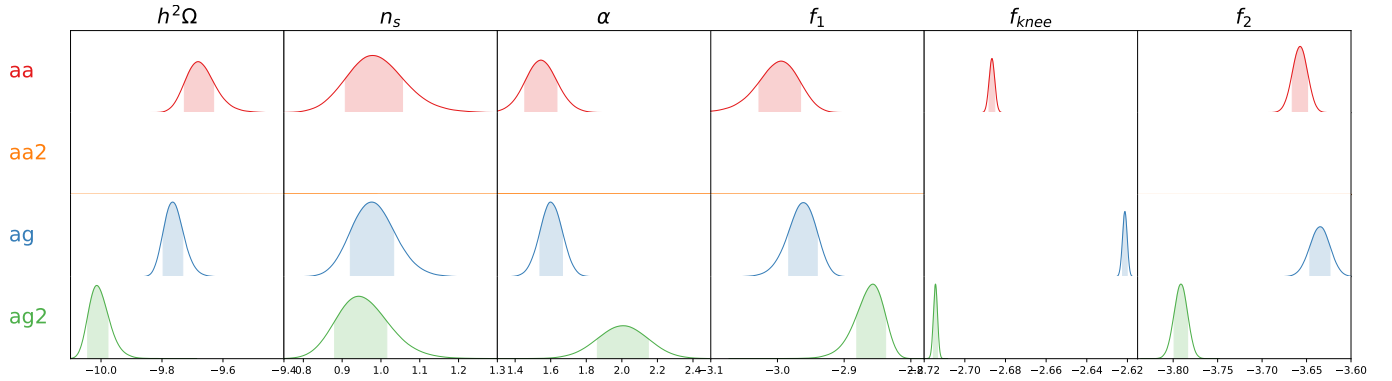 h²Ω n_s α f_1 f_knee f_2
aa
aa2
ag
ag2
−10.0 −9.8 −9.6 −9.4 0.8 0.9 1.0 1.1 1.2 1.3 1.4 1.6 1.8 2.0 2.2 2.4 −3.1 −3.0 −2.9 −2.8 −2.72 −2.70 −2.68 −2.66 −2.64 −2.62 −3.80 −3.75 −3.70 −3.65 −3.60